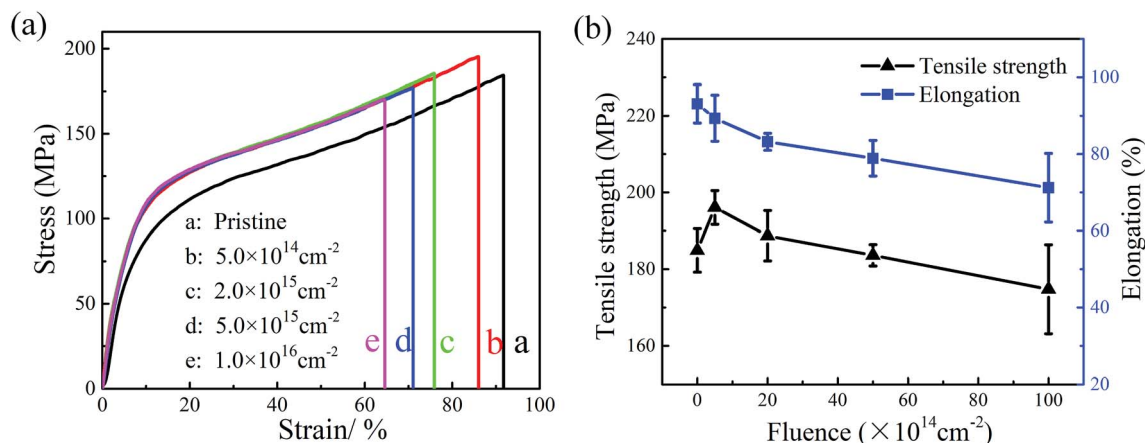 (a)
200
150
100
50
0
Stress (MPa)
a: Pristine
b: 5.0×10¹⁴cm⁻²
c: 2.0×10¹⁵cm⁻²
d: 5.0×10¹⁵cm⁻²
e: 1.0×10¹⁶cm⁻²
e d c b a
0 20 40 60 80 100
Strain/ %
(b)
240
220
200
180
160
Tensile strength (MPa)
Tensile strength
Elongation
100
80
60
40
20
Elongation (%)
0 20 40 60 80 100
Fluence (×10¹⁴cm⁻²)